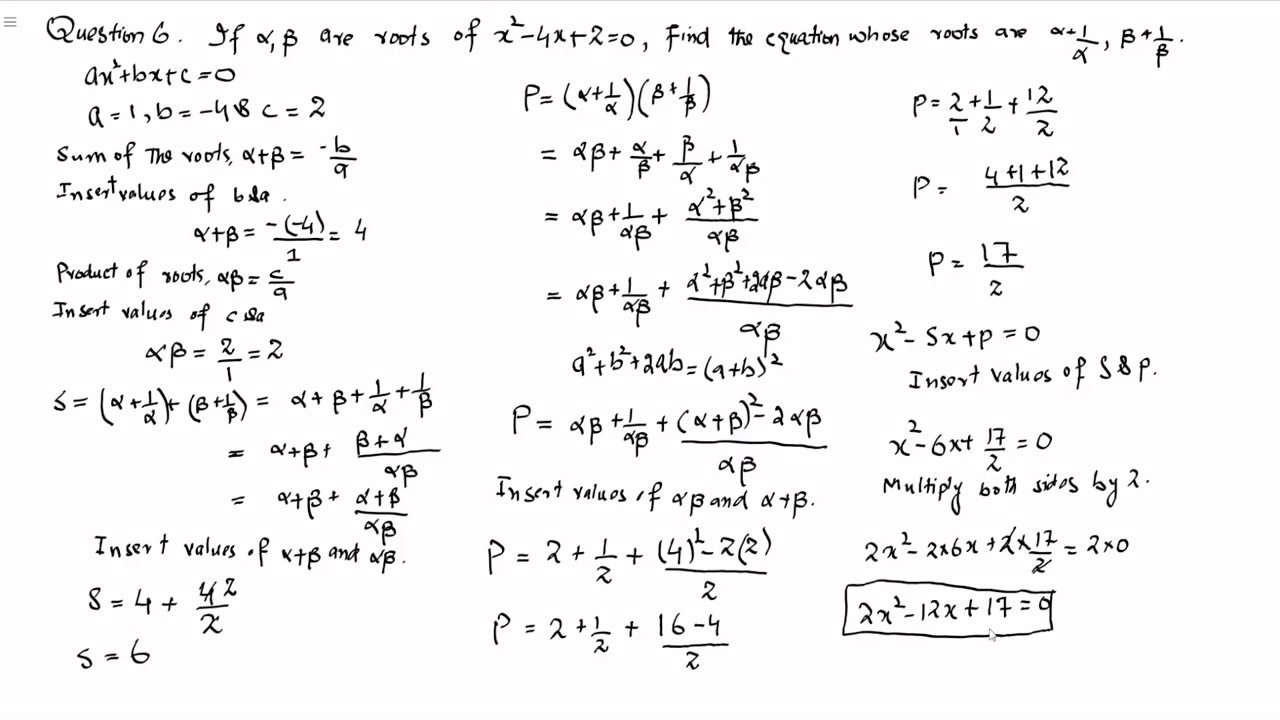 Question 6. If α, β are roots of x²-4x+2=0, Find the equation whose roots are α+1/α, β+1/β.
ax²+bx+c=0
a=1, b=-4 & c=2
Sum of The roots, α+β = -b/a
Insert values of b & a.
α+β = -(-4)/1 = 4
Product of roots, αβ = c/a
Insert values of c & a
αβ = 2/1 = 2
S = (α+1/α)+(β+1/β) = α+β+1/α+1/β
= α+β+ (β+α)/αβ
= α+β+ (α+β)/αβ
Insert values of α+β and αβ.
S = 4 + 4̸2/2̸
S = 6
P = (α+1/α)(β+1/β)
= αβ+α/β+β/α+1/αβ
= αβ+1/αβ+(α²+β²)/αβ
= αβ+1/αβ+(α²+β²+2αβ-2αβ)/αβ
a²+b²+2ab=(a+b)²
P = αβ+1/αβ+((α+β)²-2αβ)/αβ
Insert values of αβ and α+β.
P = 2+1/2+((4)²-2(2))/2
P = 2+1/2+(16-4)/2
P = 2/1+1/2+12/2
P = (4+1+12)/2
P = 17/2
x²-Sx+P=0
Insert values of S & P.
x²-6x+17/2=0
Multiply both sides by 2.
2x²-2×6x+2̸×17/2̸=2×0
2x²-12x+17=0